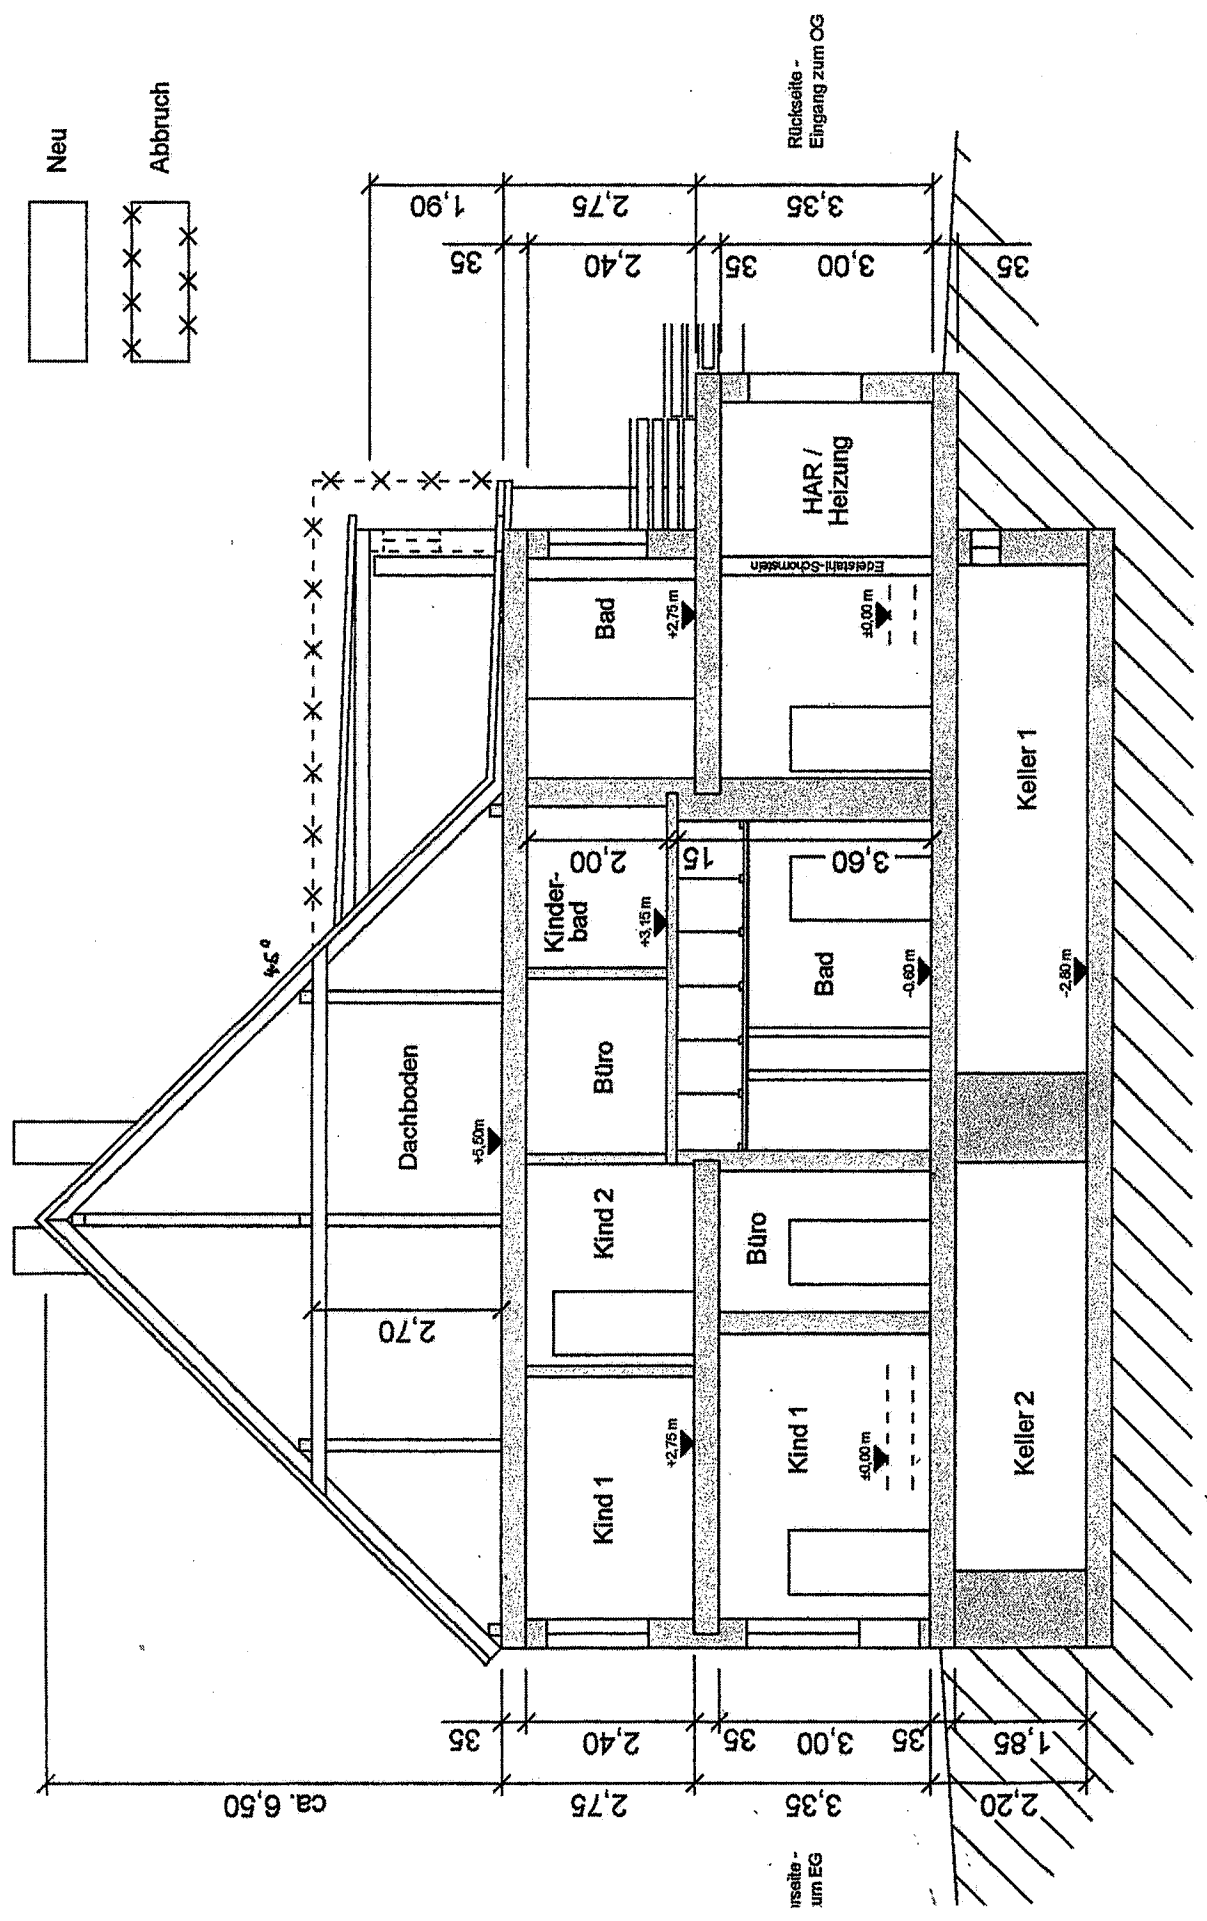 Neu
Abbruch
Rückseite -
Eingang zum OG
1,90
2,75
3,35
35
2,40
35
3,00
35
45°
HAR /
Heizung
Edelstahl-Schornstein
Bad
+2,75 m
±0,00 m
Keller 1
Kinder-
bad
2,00
15
3,60
+3,15 m
Bad
-0.60 m
-2.80 m
Dachboden
+5,50m
Büro
Kind 2
Büro
2,70
Kind 1
+2,75 m
Kind 1
±0,00 m
Keller 2
35
2,40
35
3,00
35
1,85
ca. 6,50
2,75
3,35
2,20
rseite -
um EG